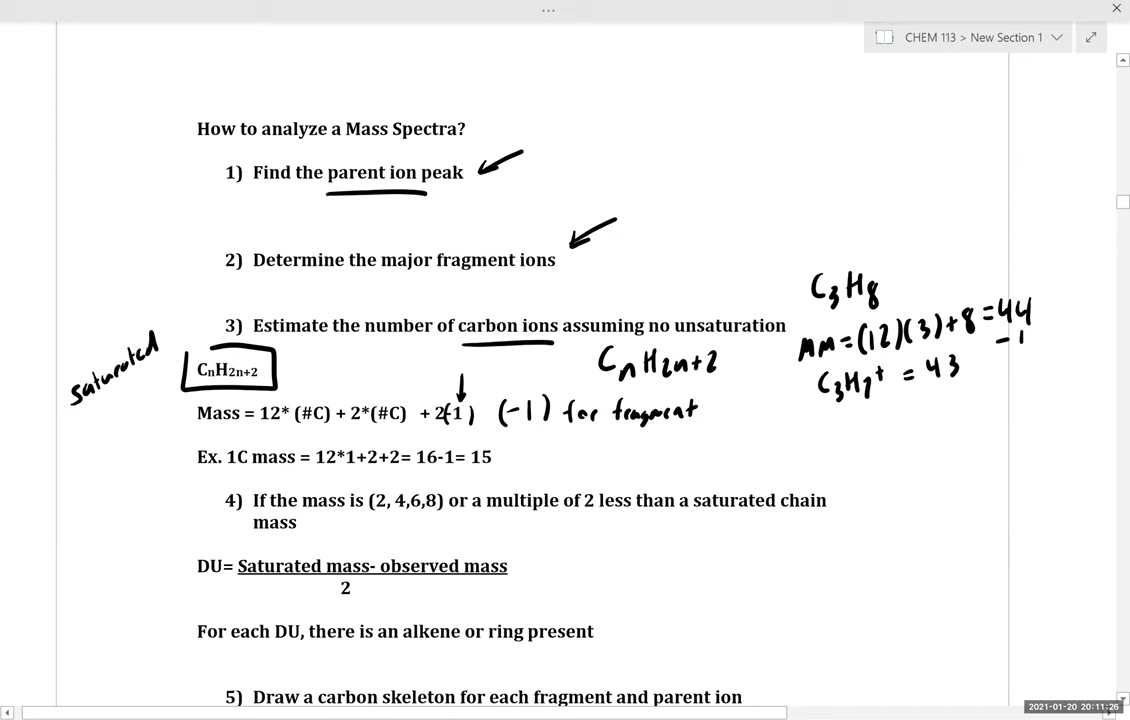 ...
CHEM 113 > New Section 1
How to analyze a Mass Spectra?
1) Find the parent ion peak
2) Determine the major fragment ions
C3H8
3) Estimate the number of carbon ions assuming no unsaturation
MM=(12)(3)+8=44
-1
saturated
CnH2n+2
CnH2n+2
C3H7+ = 43
Mass = 12* (#C) + 2*(#C) + 2(-1) (-1) for fragment
Ex. 1C mass = 12*1+2+2= 16-1= 15
4) If the mass is (2, 4,6,8) or a multiple of 2 less than a saturated chain
mass
DU= Saturated mass- observed mass
2
For each DU, there is an alkene or ring present
5) Draw a carbon skeleton for each fragment and parent ion
2021-01-20 20:11:26